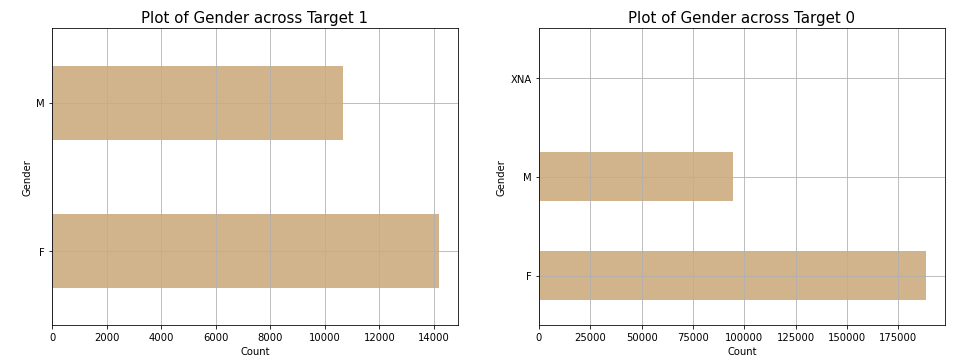 Plot of Gender across Target 1
M
F
Gender
0 2000 4000 6000 8000 10000 12000 14000
Count
Plot of Gender across Target 0
XNA
M
F
Gender
0 25000 50000 75000 100000 125000 150000 175000
Count